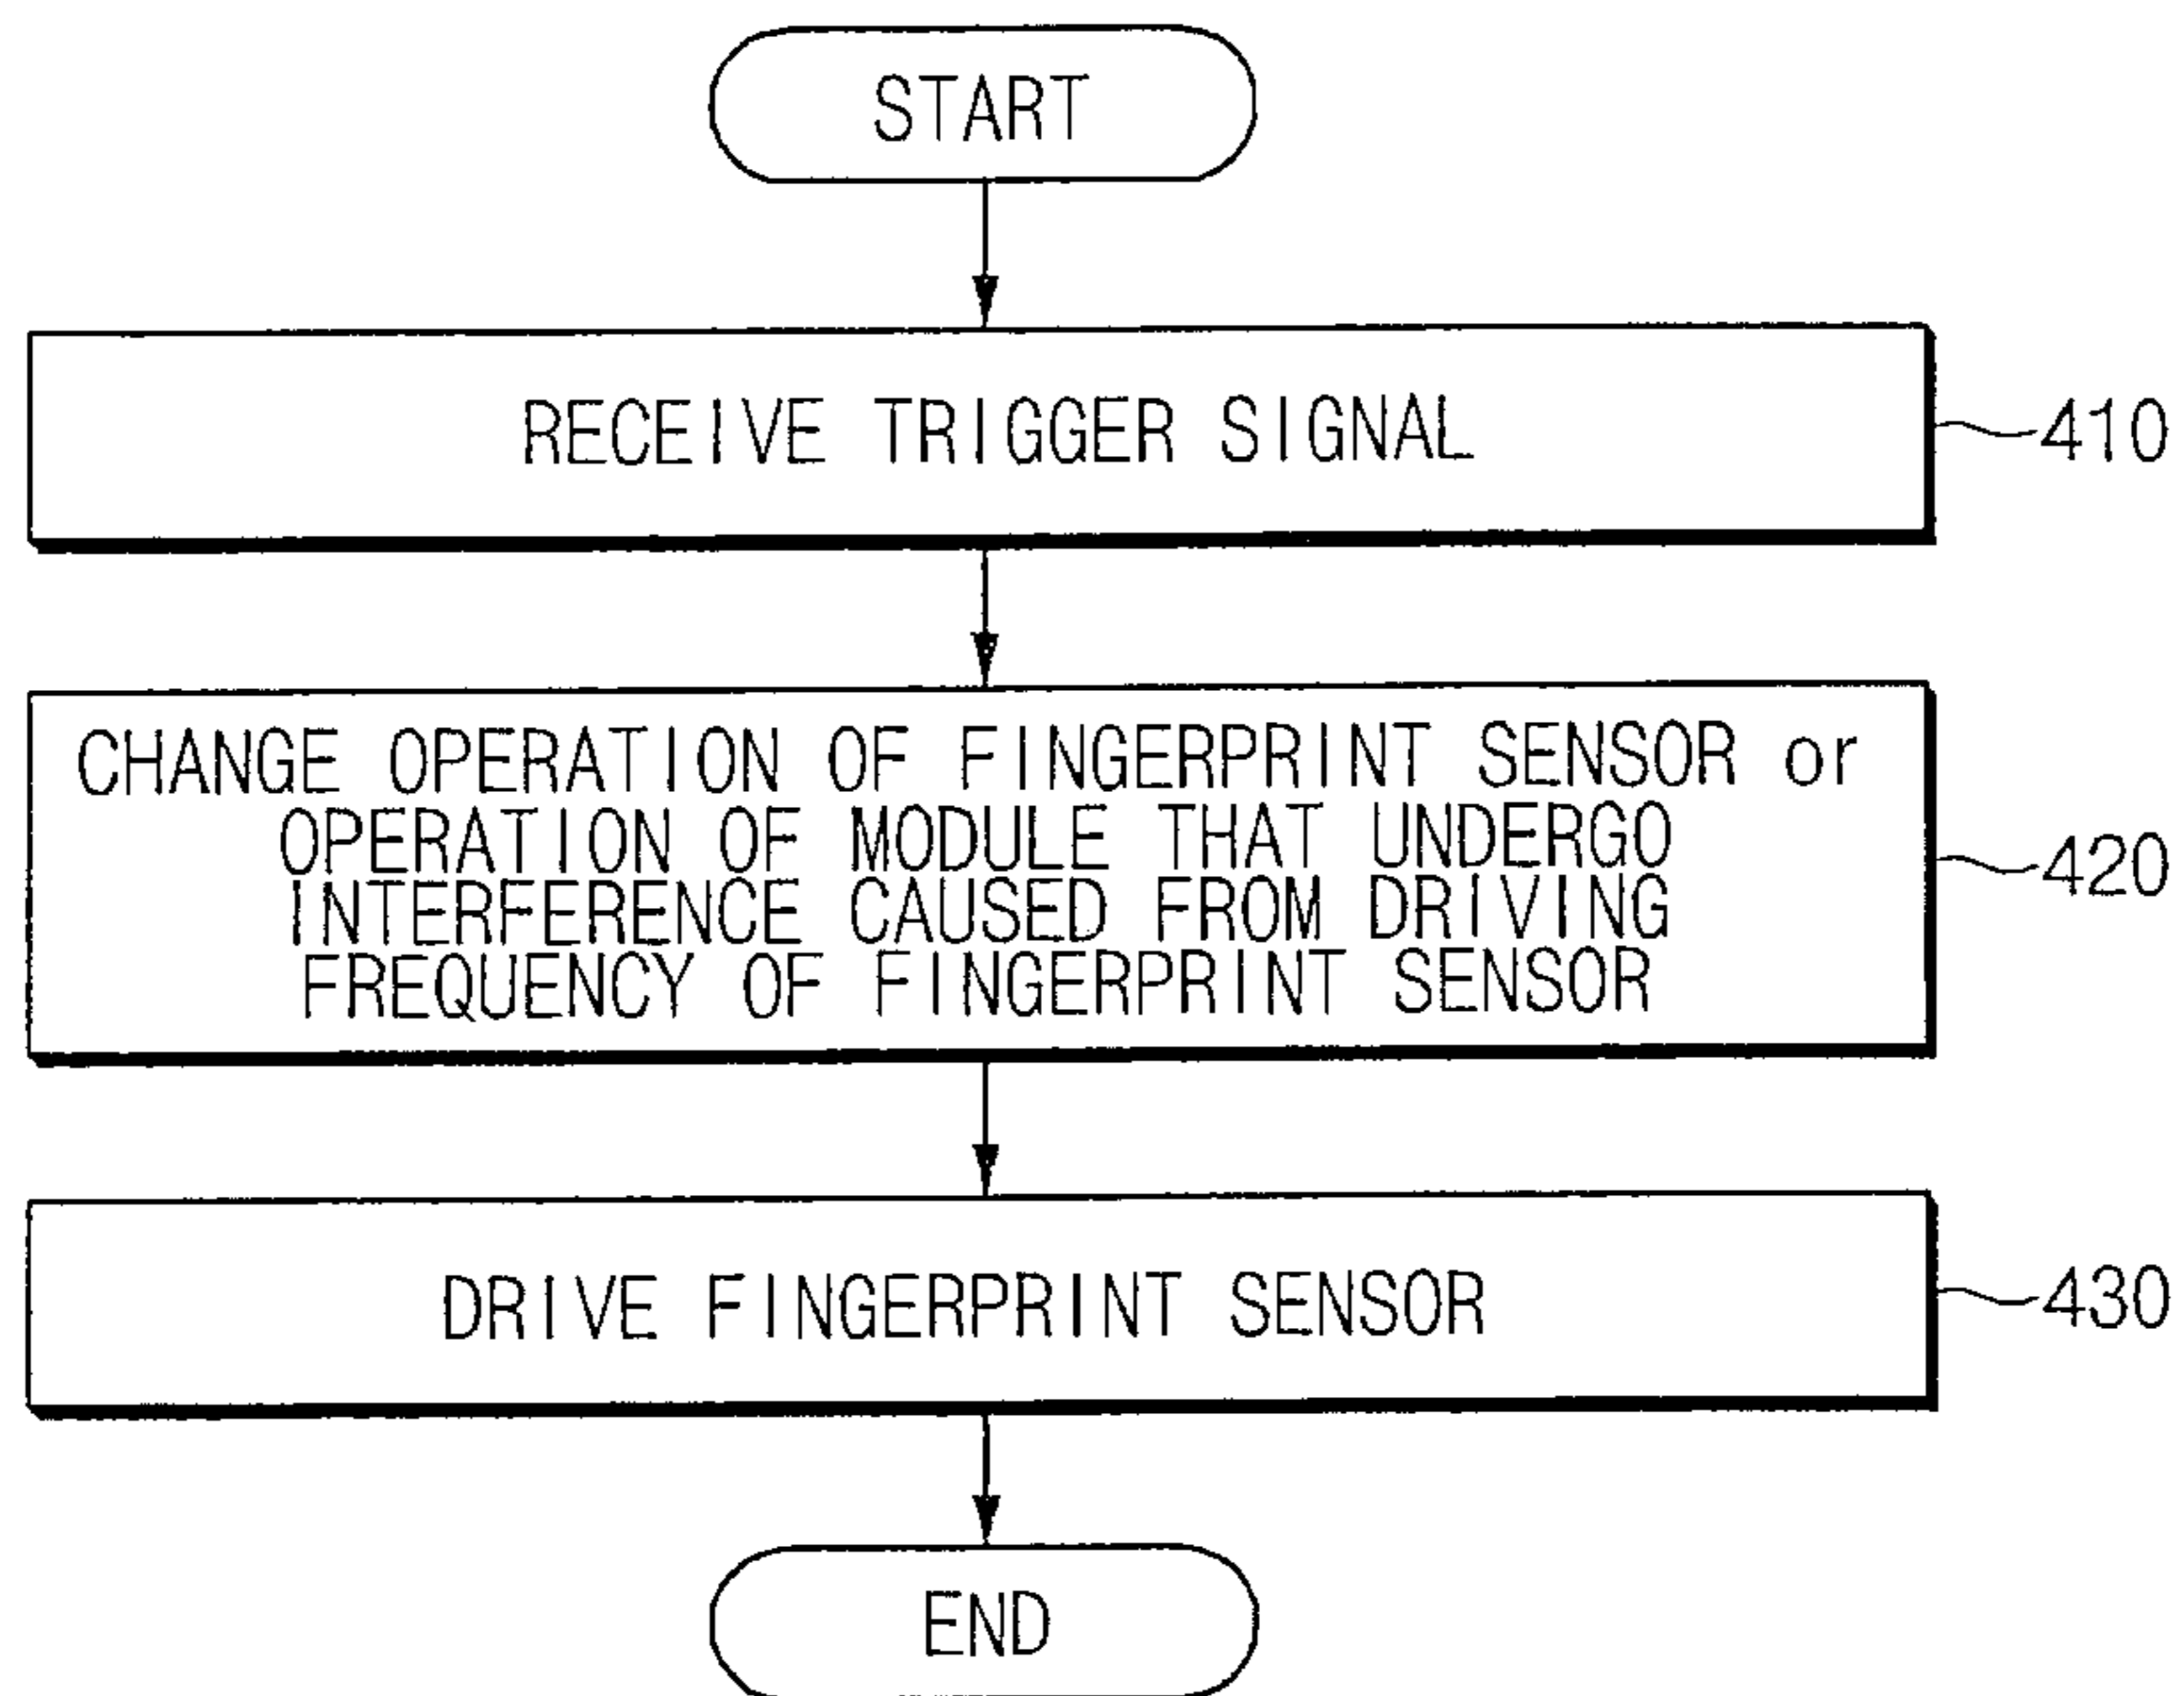 START
RECEIVE TRIGGER SIGNAL
410
CHANGE OPERATION OF FINGERPRINT SENSOR or
OPERATION OF MODULE THAT UNDERGO
INTERFERENCE CAUSED FROM DRIVING
FREQUENCY OF FINGERPRINT SENSOR
420
DRIVE FINGERPRINT SENSOR
430
END